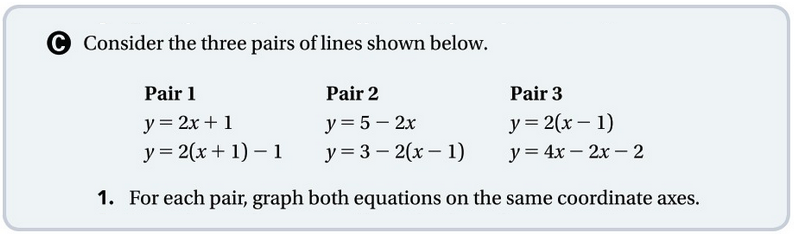 C Consider the three pairs of lines shown below.
Pair 1 Pair 2 Pair 3
y = 2x + 1 y = 5 − 2x y = 2(x − 1)
y = 2(x + 1) − 1 y = 3 − 2(x − 1) y = 4x − 2x − 2
1. For each pair, graph both equations on the same coordinate axes.